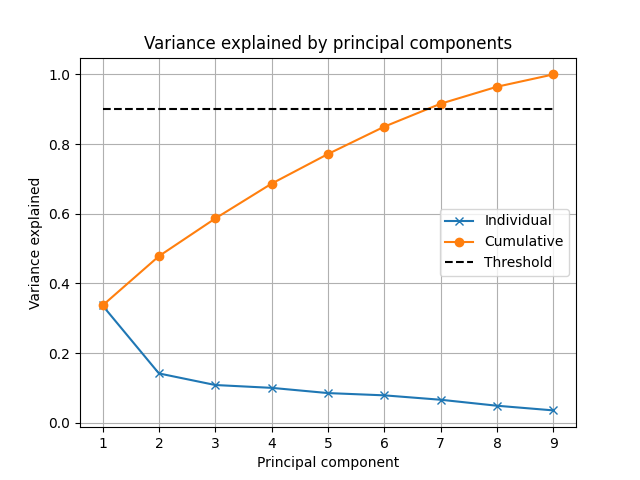 Variance explained by principal components
Variance explained
1.0
0.8
0.6
0.4
0.2
0.0
Individual
Cumulative
Threshold
1 2 3 4 5 6 7 8 9
Principal component